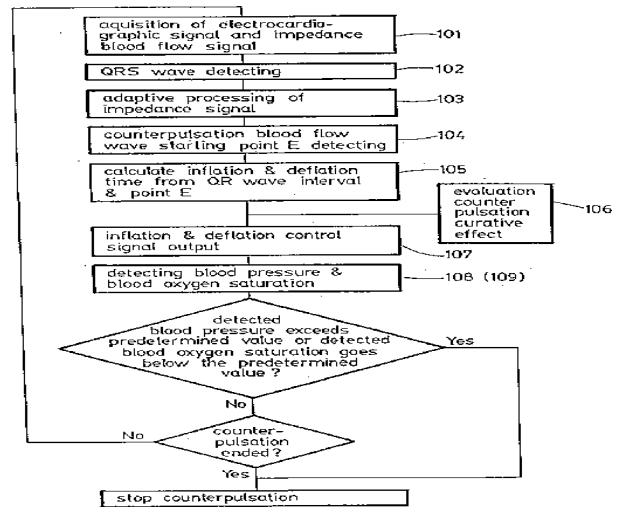 aquisition of electrocardio-
graphic signal and impedance
blood flow signal
101
QRS wave detecting
102
adaptive processing of
impedance signal
103
counterpulsation blood flow
wave starting point E detecting
104
calculate inflation & deflation
time from QR wave interval
& point E
105
evaluation
counter
pulsation
curative
effect
106
inflation & deflation control
signal output
107
detecting blood pressure &
blood oxygen saturation
108 (109)
detected
blood pressure exceeds
predetermined value or detected
blood oxygen saturation goes
below the predetermined
value?
Yes
No
counter-
pulsation
ended?
No
Yes
stop counterpulsation